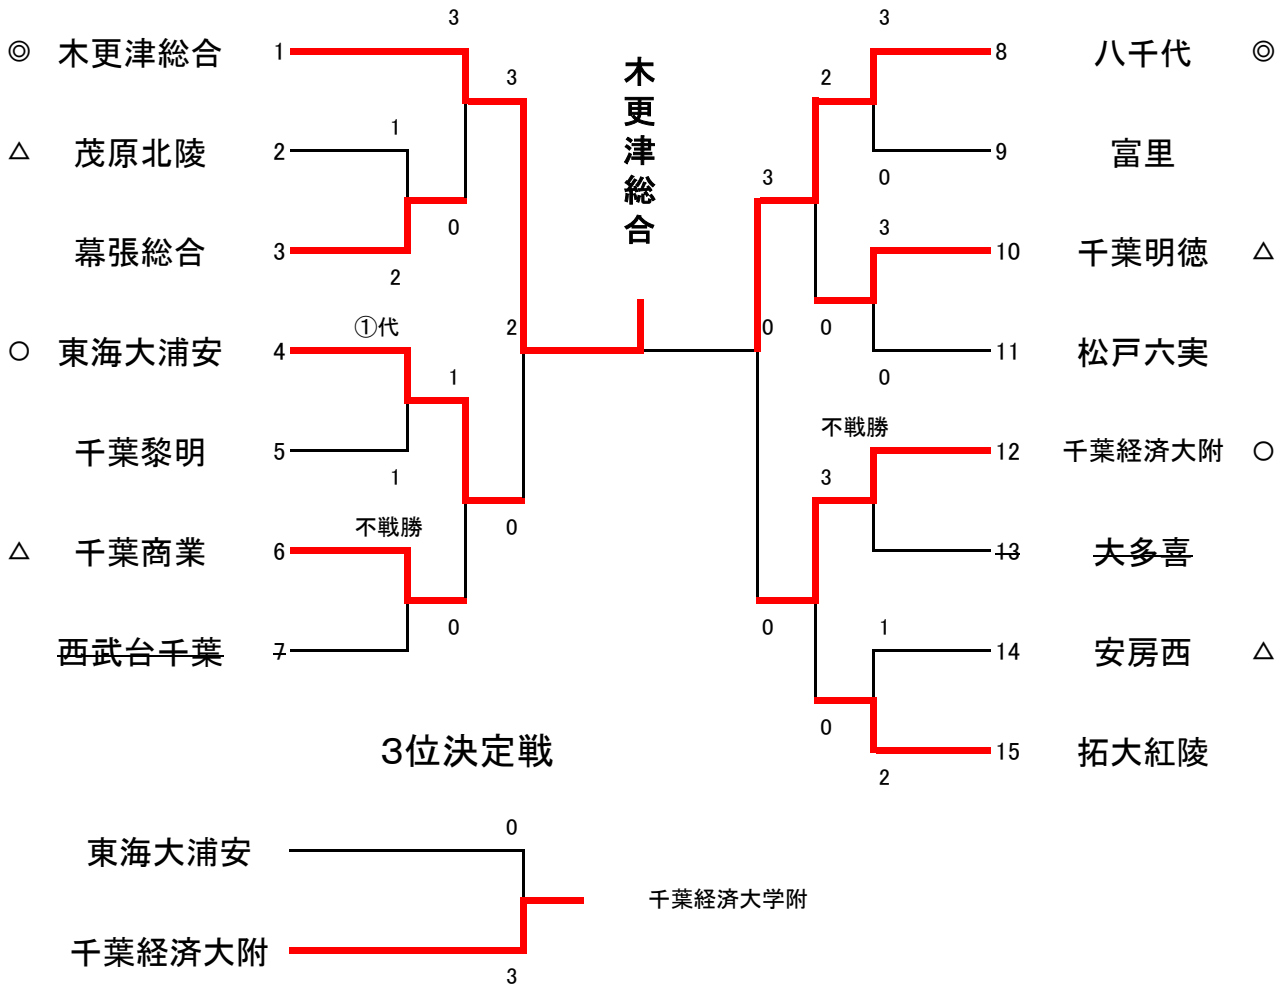 3
◎ 木更津総合 1
3
1
△ 茂原北陵 2
0
幕張総合 3
2
①代
2
○ 東海大浦安 4
1
千葉黎明 5
1
不戦勝
0
△ 千葉商業 6
0
西武台千葉 7
木更津総合
3
8 八千代 ◎
2
9 富里
3
0
3
10 千葉明徳 △
0
0
11 松戸六実
0
不戦勝
12 千葉経済大附 ○
3
13 大多喜
0
1
14 安房西 △
0
15 拓大紅陵
2
3位決定戦
0
東海大浦安
千葉経済大学附
千葉経済大附
3